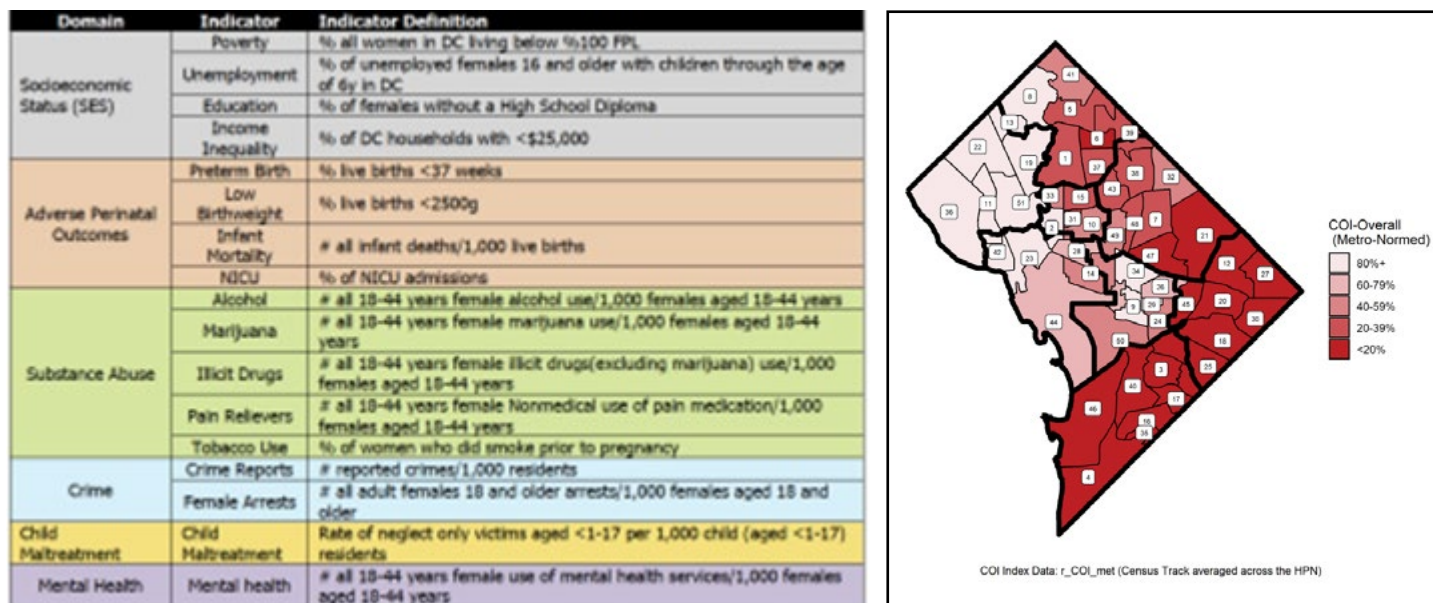 Domain Indicator Indicator Definition
Socioeconomic
Status (SES)
Poverty % all women in DC living below %100 FPL
Unemployment % of unemployed females 16 and older with children through the age
of 6y in DC
Education % of females without a High School Diploma
Income
Inequality % of DC households with <$25,000
Adverse Perinatal
Outcomes
Preterm Birth % live births <37 weeks
Low
Birthweight % live births <2500g
Infant
Mortality # all infant deaths/1,000 live births
NICU % of NICU admissions
Substance Abuse
Alcohol # all 18-44 years female alcohol use/1,000 females aged 18-44 years
Marijuana # all 18-44 years female marijuana use/1,000 females aged 18-44
years
Illicit Drugs # all 18-44 years female illicit drugs(excluding marijuana) use/1,000
females aged 18-44 years
Pain Relievers # all 18-44 years female Nonmedical use of pain medication/1,000
females aged 18-44 years
Tobacco Use % of women who did smoke prior to pregnancy
Crime
Crime Reports # reported crimes/1,000 residents
Female Arrests # all adult females 18 and older arrests/1,000 females aged 18 and
older
Child
Maltreatment
Child
Maltreatment
Rate of neglect only victims aged <1-17 per 1,000 child (aged <1-17)
residents
Mental Health Mental health # all 18-44 years female use of mental health services/1,000 females
aged 18-44 years
41
5
13
6
39
22
19
1
37
38
32
43
36
11
51
33
15
2
31
10
49
48
7
21
42
23
28
14
47
34
12
27
26
9
29
24
45
20
44
50
18
25
3
40
46
17
16
35
4
COI-Overall
(Metro-Normed)
80%+
60-79%
40-59%
20-39%
<20%
COI Index Data: r_COI_met (Census Track averaged across the HPN)